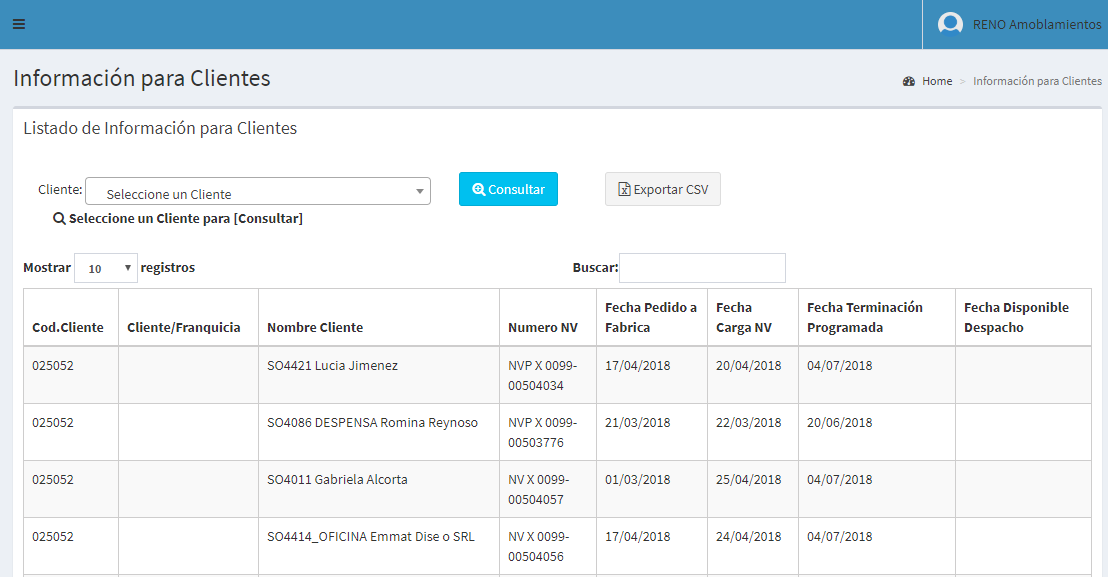 RENO Amoblamientos
Información para Clientes
Home > Información para Clientes
Listado de Información para Clientes
Cliente: Seleccione un Cliente Consultar Exportar CSV
Seleccione un Cliente para [Consultar]
Mostrar 10 registros Buscar:
Cod.Cliente Cliente/Franquicia Nombre Cliente Numero NV Fecha Pedido a Fabrica Fecha Carga NV Fecha Terminación Programada Fecha Disponible Despacho
025052 SO4421 Lucia Jimenez NVP X 0099-00504034 17/04/2018 20/04/2018 04/07/2018
025052 SO4086 DESPENSA Romina Reynoso NVP X 0099-00503776 21/03/2018 22/03/2018 20/06/2018
025052 SO4011 Gabriela Alcorta NV X 0099-00504057 01/03/2018 25/04/2018 04/07/2018
025052 SO4414_OFICINA Emmat Dise o SRL NV X 0099-00504056 17/04/2018 24/04/2018 04/07/2018